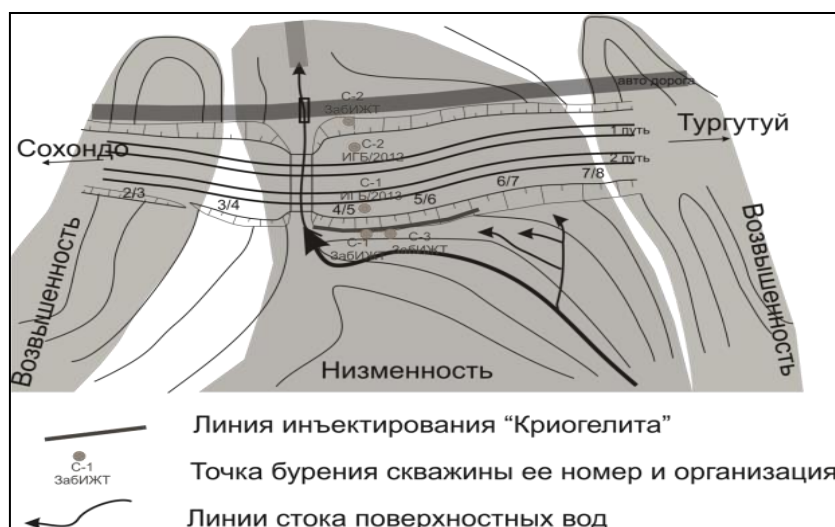 авто дорога
С-2
ЗабИЖТ
1 путь
Тургутуй
С-2
ИГБ/2013
Сохондо
2 путь
С-1
ИГБ/2013
7/8
6/7
5/6
2/3
3/4
4/5
С-1
ЗабИЖТ
С-3
ЗабИЖТ
Возвышенность
Возвышенность
Низменность
Линия инъектирования “Криогелита”
С-1
ЗабИЖТ
Точка бурения скважины ее номер и организация
Линии стока поверхностных вод